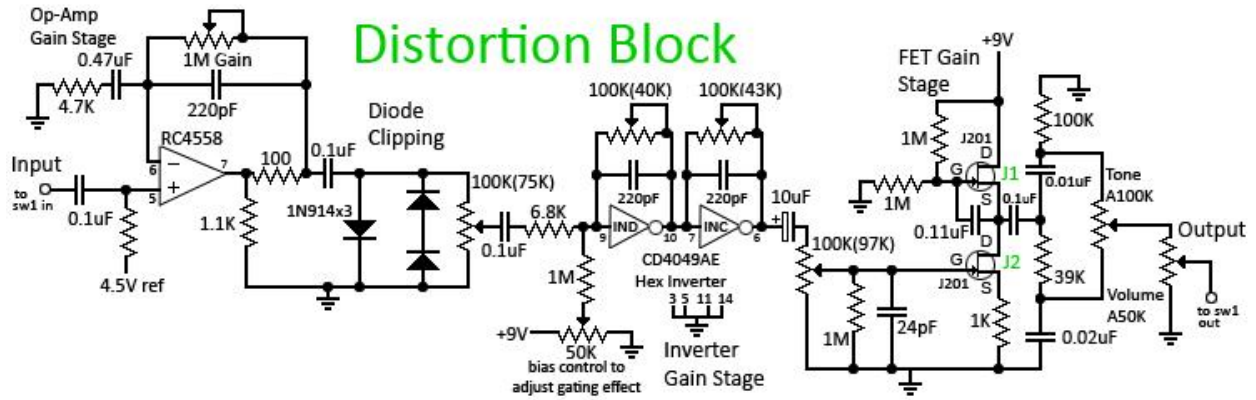 Distortion Block
Op-Amp
Gain Stage
0.47uF
4.7K
1M Gain
220pF
RC4558
6
7
5
−
+
Input
to
sw1 in
0.1uF
4.5V ref
1.1K
100
0.1uF
Diode
Clipping
1N914x3
100K(75K)
0.1uF
6.8K
1M
+9V
50K
bias control to
adjust gating effect
100K(40K)
220pF
IND
9
10
100K(43K)
220pF
INC
7
6
CD4049AE
Hex Inverter
3 5 11 14
Inverter
Gain Stage
10uF
+
100K(97K)
1M
24pF
FET Gain
Stage
+9V
1M
1M
J201
D
G
J1
S
0.11uF
0.1uF
D
G
J2
J201
S
1K
100K
0.01uF
39K
0.02uF
Tone
A100K
Volume
A50K
Output
to sw1
out